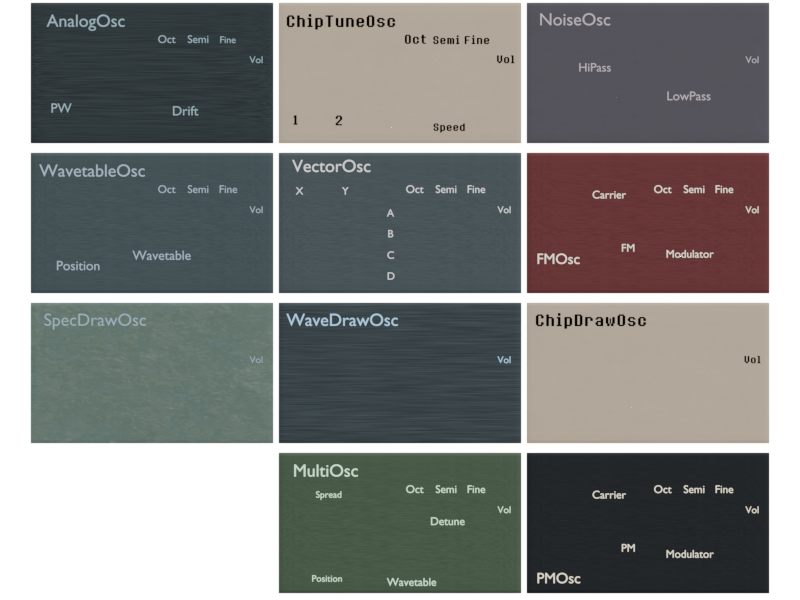 AnalogOsc
Oct Semi Fine
Vol
PW
Drift
ChipTuneOsc
Oct Semi Fine
Vol
1 2
Speed
NoiseOsc
Vol
HiPass
LowPass
WavetableOsc
Oct Semi Fine
Vol
Wavetable
Position
VectorOsc
X Y Oct Semi Fine
A Vol
B
C
D
Carrier Oct Semi Fine
Vol
FM
Modulator
FMOsc
SpecDrawOsc
Vol
WaveDrawOsc
Vol
ChipDrawOsc
Vol
MultiOsc
Oct Semi Fine
Spread
Vol
Detune
Position
Wavetable
Carrier Oct Semi Fine
Vol
PM
Modulator
PMOsc